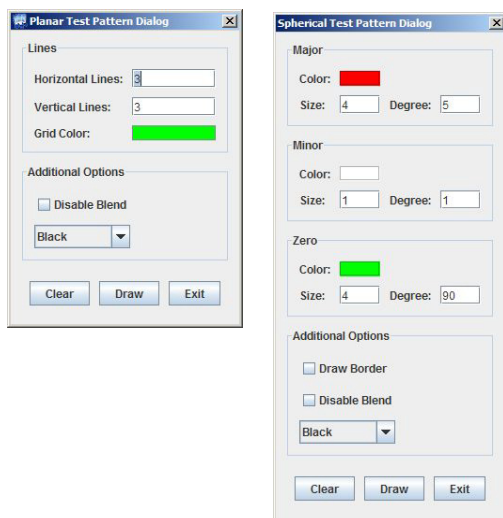 Planar Test Pattern Dialog
Lines
Horizontal Lines: 3
Vertical Lines: 3
Grid Color:
Additional Options
Disable Blend
Black
Clear Draw Exit
Spherical Test Pattern Dialog
Major
Color:
Size: 4 Degree: 5
Minor
Color:
Size: 1 Degree: 1
Zero
Color:
Size: 4 Degree: 90
Additional Options
Draw Border
Disable Blend
Black
Clear Draw Exit